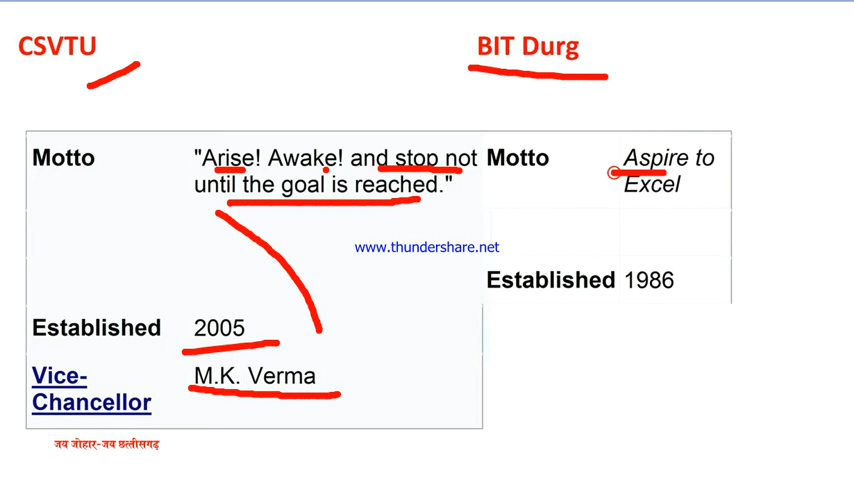 CSVTU
BIT Durg
Motto
"Arise! Awake! and stop not
until the goal is reached."
Motto
Aspire to
Excel
www.thundershare.net
Established 1986
Established 2005
Vice-
Chancellor
M.K. Verma
जय जोहार-जय छत्तीसगढ़